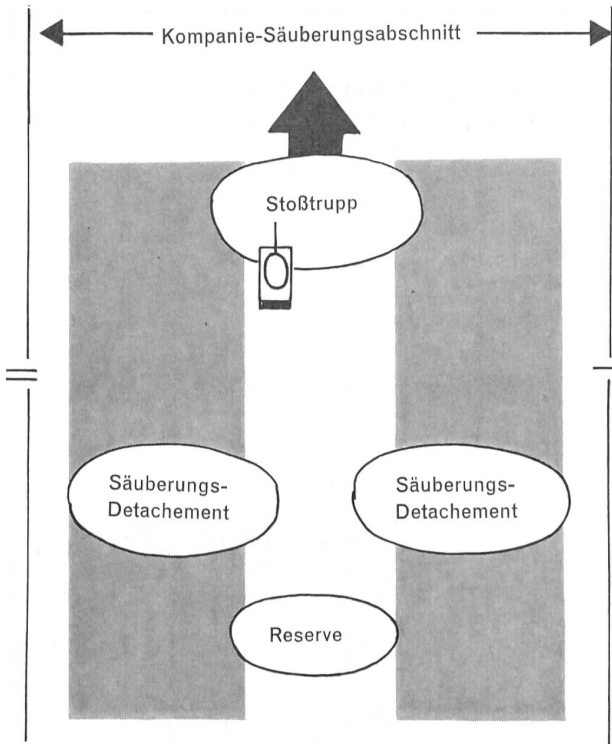 Kompanie-Säuberungsabschnitt
Stoßtrupp
Säuberungs-
Detachement
Säuberungs-
Detachement
Reserve